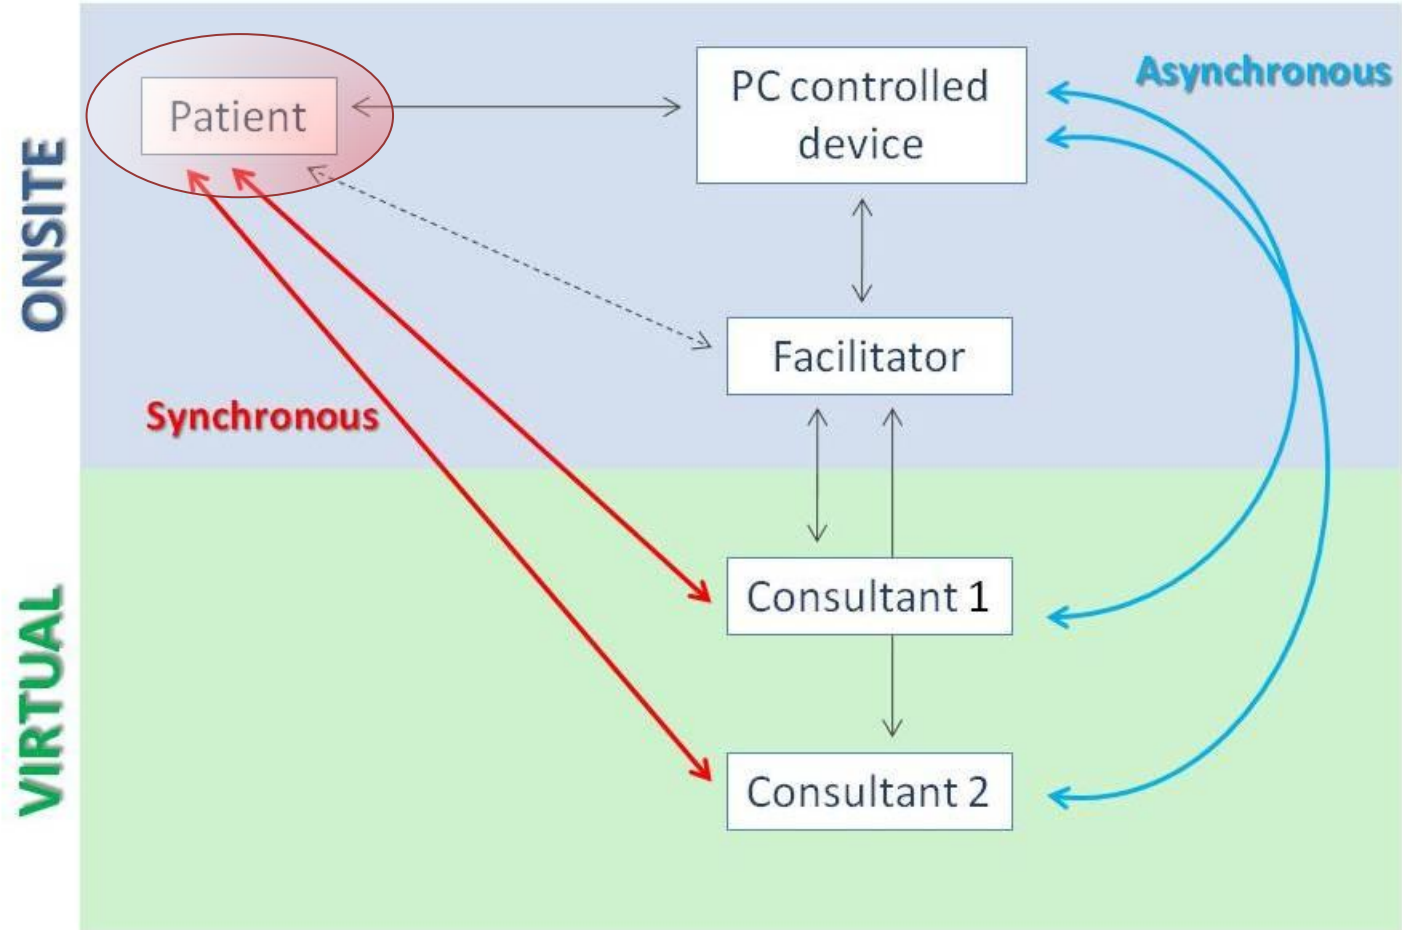 ONSITE
Patient
PC controlled
device
Asynchronous
Facilitator
Synchronous
VIRTUAL
Consultant 1
Consultant 2